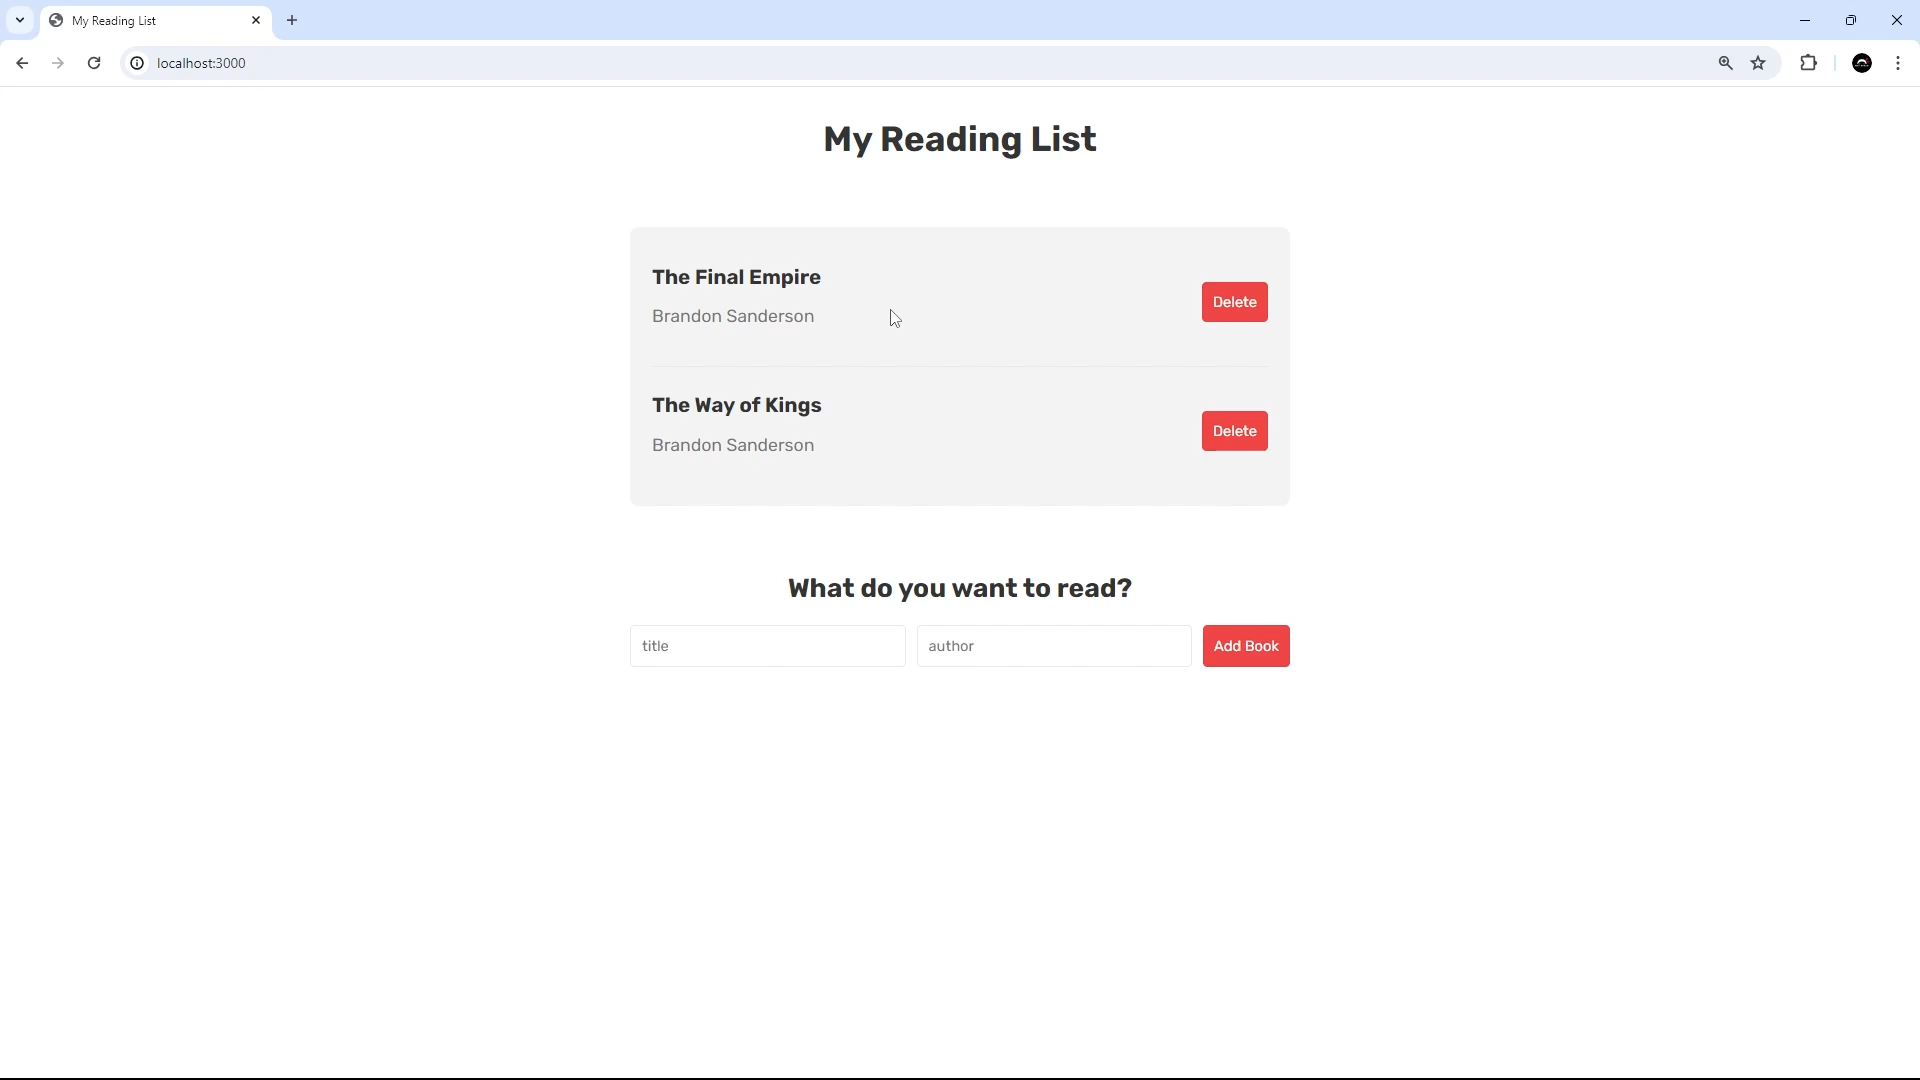 My Reading List
localhost:3000
My Reading List
The Final Empire
Brandon Sanderson
Delete
The Way of Kings
Brandon Sanderson
Delete
What do you want to read?
title
author
Add Book